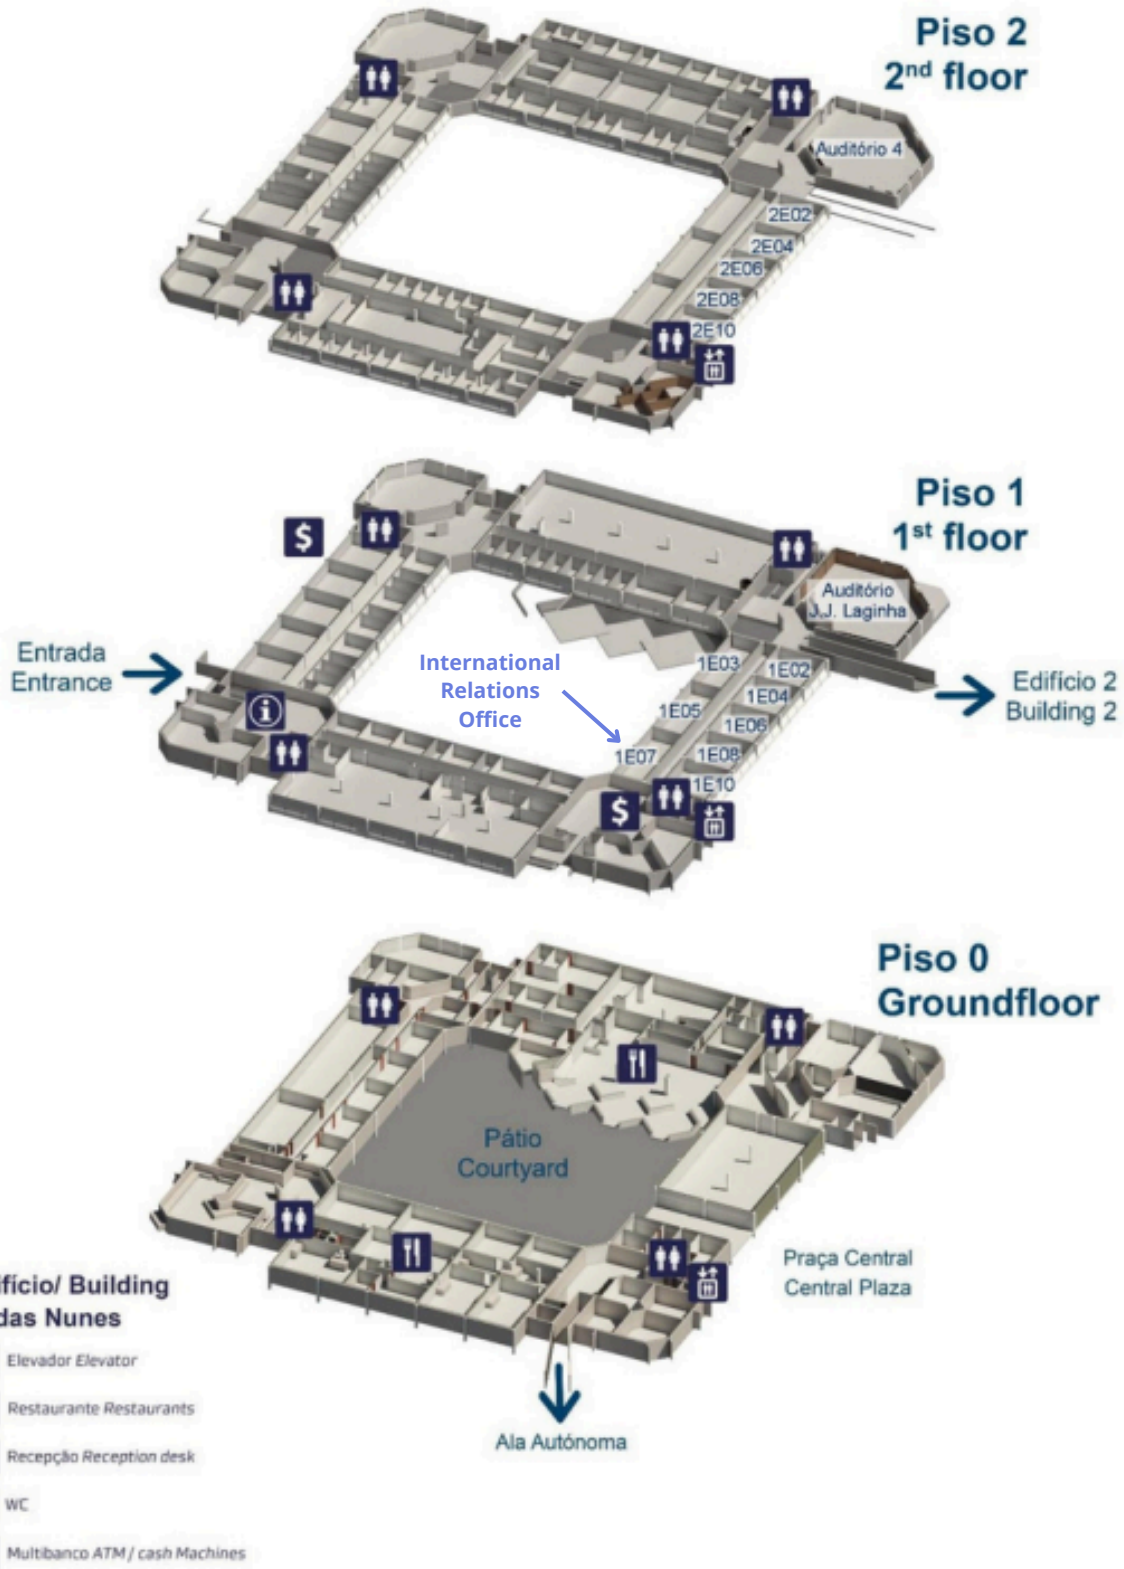 Piso 2
2nd floor
Auditório 4
2E02
2E04
2E06
2E08
2E10
Piso 1
1st floor
$
Auditório
J.J. Laginha
Entrada
Entrance
International
Relations
Office
1E03
1E02
1E05
1E04
1E06
1E07
1E08
1E10
$
i
Edifício 2
Building 2
Piso 0
Groundfloor
Pátio
Courtyard
Praça Central
Central Plaza
Ala Autónoma
ifício/ Building
das Nunes
Elevador Elevator
Restaurante Restaurants
Recepção Reception desk
WC
Multibanco ATM / cash Machines